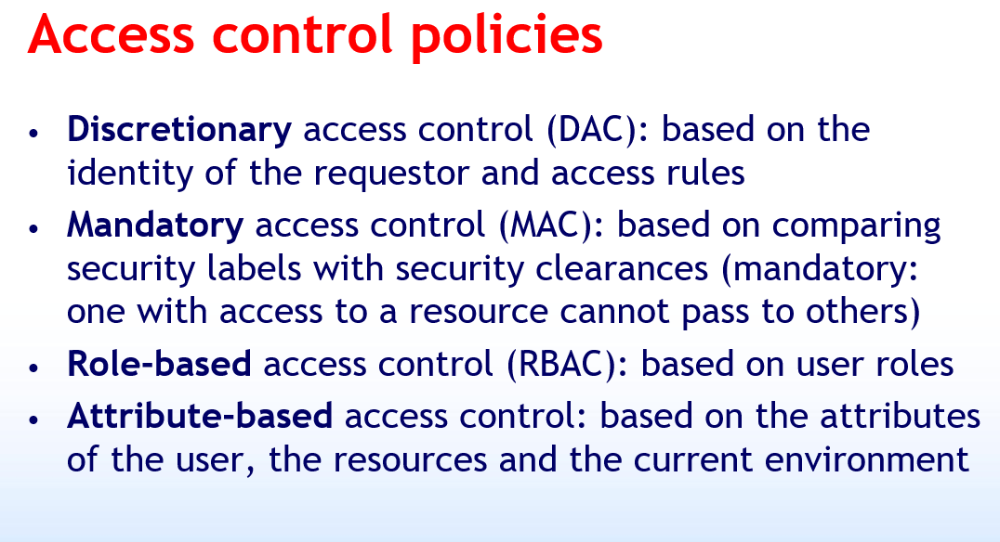 Access control policies
• Discretionary access control (DAC): based on the
identity of the requestor and access rules
• Mandatory access control (MAC): based on comparing
security labels with security clearances (mandatory:
one with access to a resource cannot pass to others)
• Role-based access control (RBAC): based on user roles
• Attribute-based access control: based on the attributes
of the user, the resources and the current environment